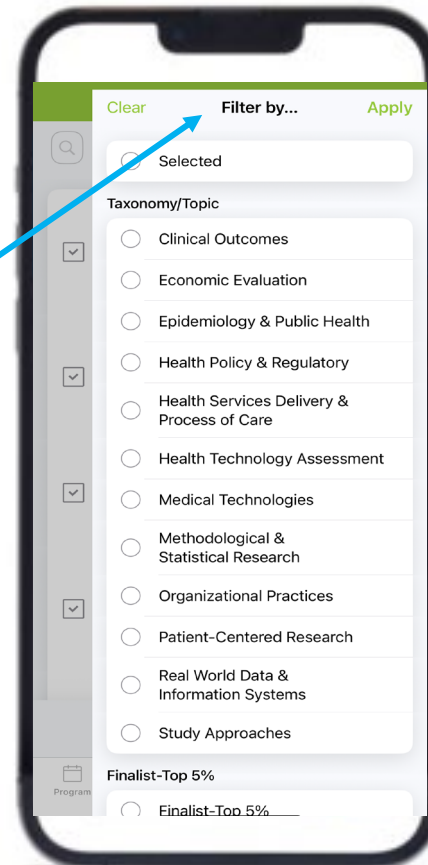 Clear Filter by... Apply
Selected
Taxonomy/Topic
Clinical Outcomes
Economic Evaluation
Epidemiology & Public Health
Health Policy & Regulatory
Health Services Delivery &
Process of Care
Health Technology Assessment
Medical Technologies
Methodological &
Statistical Research
Organizational Practices
Patient-Centered Research
Real World Data &
Information Systems
Study Approaches
Program
Finalist-Top 5%
Finalist-Top 5%